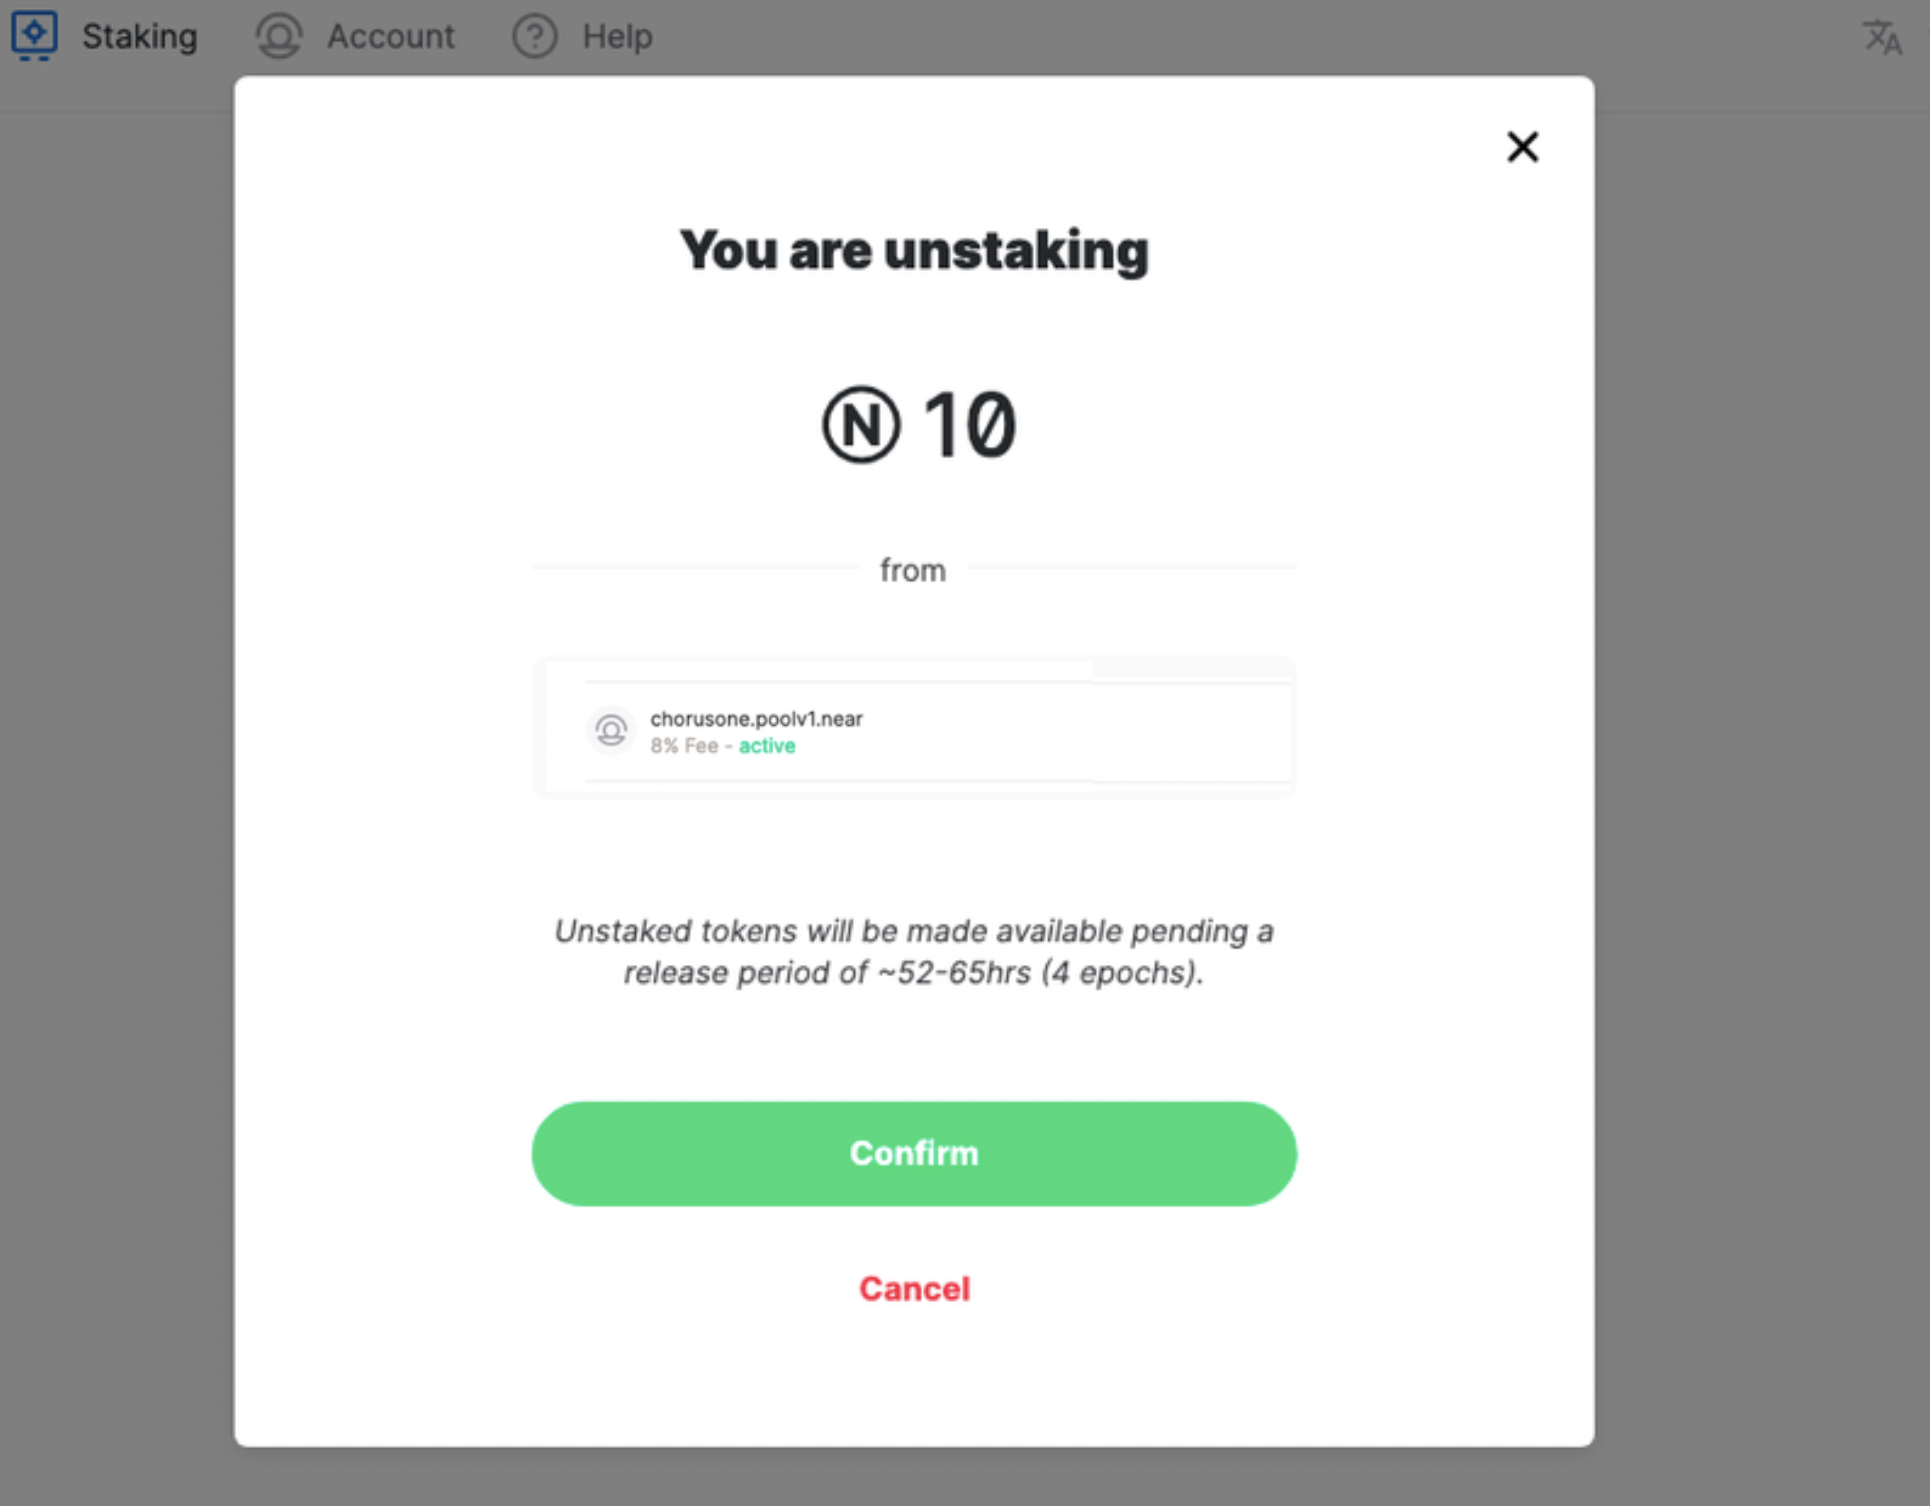 Staking Account Help
You are unstaking
Ⓝ 10
from
chorusone.poolv1.near
8% Fee - active
Unstaked tokens will be made available pending a
release period of ~52-65hrs (4 epochs).
Confirm
Cancel